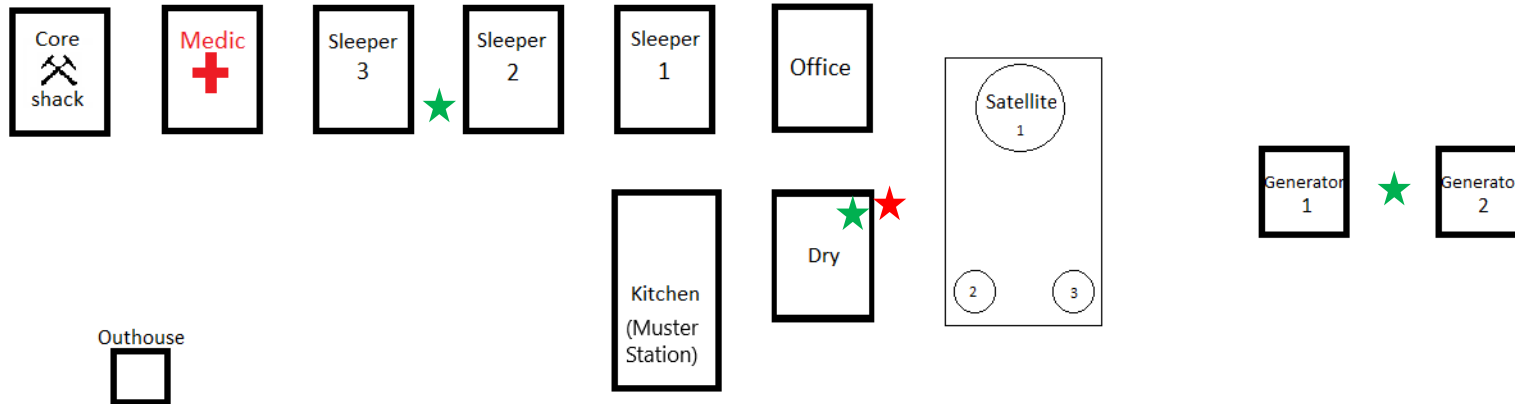 Core
shack
Medic
Sleeper
3
Sleeper
2
Sleeper
1
Office
Satellite
1
Generator
1
Generato
2
Dry
2
3
Kitchen
(Muster
Station)
Outhouse